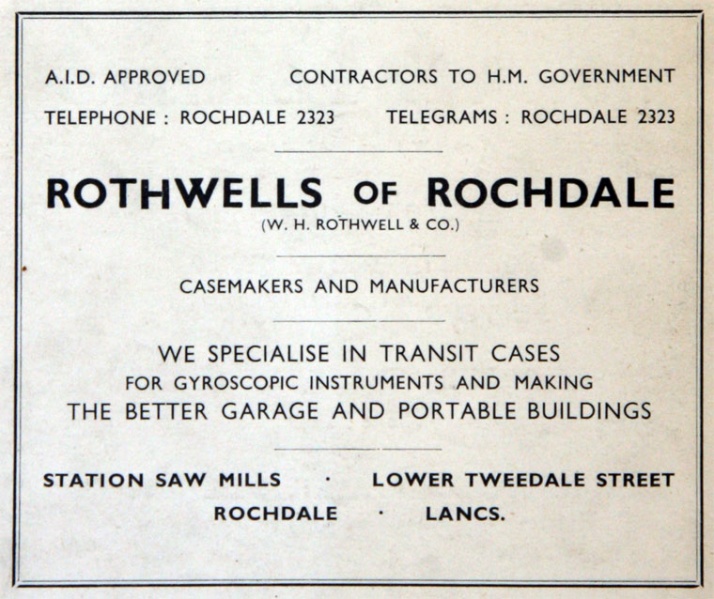 A.I.D. APPROVED CONTRACTORS TO H.M. GOVERNMENT
TELEPHONE : ROCHDALE 2323 TELEGRAMS : ROCHDALE 2323
ROTHWELLS OF ROCHDALE
(W. H. ROTHWELL & CO.)
CASEMAKERS AND MANUFACTURERS
WE SPECIALISE IN TRANSIT CASES
FOR GYROSCOPIC INSTRUMENTS AND MAKING
THE BETTER GARAGE AND PORTABLE BUILDINGS
STATION SAW MILLS · LOWER TWEEDALE STREET
ROCHDALE · LANCS.